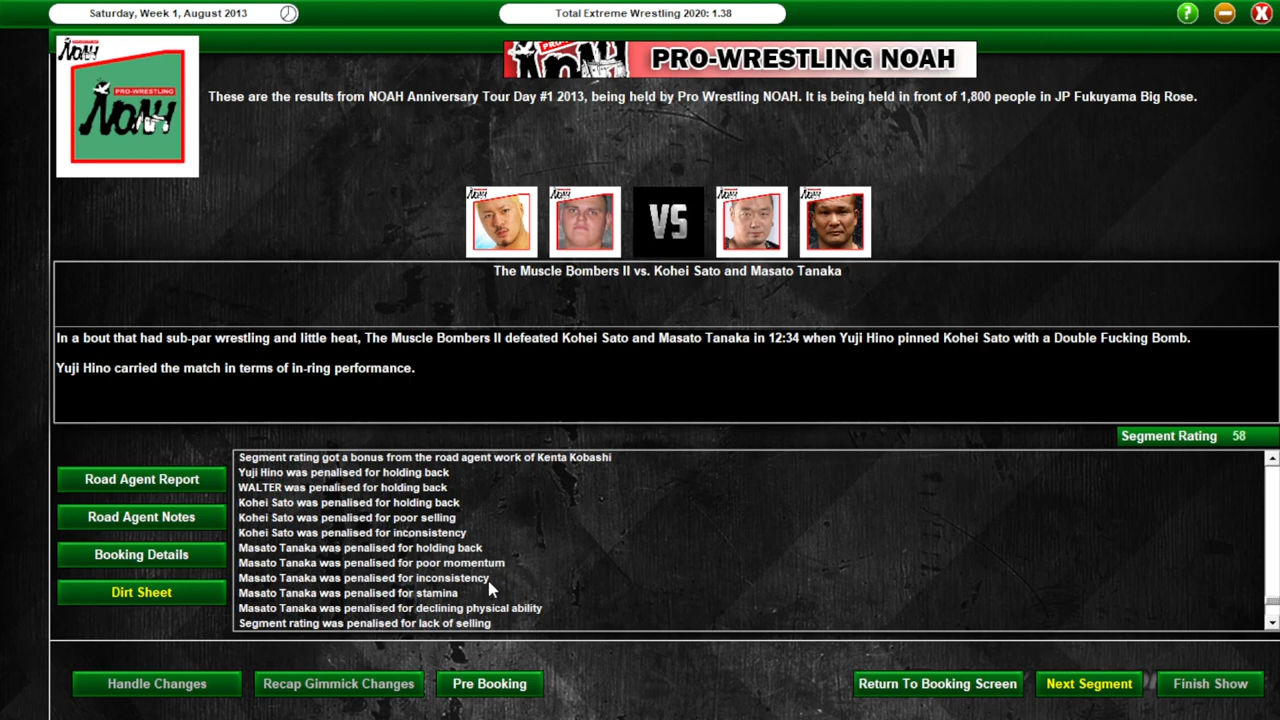 Saturday, Week 1, August 2013
Total Extreme Wrestling 2020: 1.38
NOAH
PRO-WRESTLING
NOAH
PRO-WRESTLING NOAH
These are the results from NOAH Anniversary Tour Day #1 2013, being held by Pro Wrestling NOAH. It is being held in front of 1,800 people in JP Fukuyama Big Rose.
VS
The Muscle Bombers II vs. Kohei Sato and Masato Tanaka
In a bout that had sub-par wrestling and little heat, The Muscle Bombers II defeated Kohei Sato and Masato Tanaka in 12:34 when Yuji Hino pinned Kohei Sato with a Double Fucking Bomb.
Yuji Hino carried the match in terms of in-ring performance.
Segment Rating 58
Road Agent Report
Road Agent Notes
Booking Details
Dirt Sheet
Segment rating got a bonus from the road agent work of Kenta Kobashi
Yuji Hino was penalised for holding back
WALTER was penalised for holding back
Kohei Sato was penalised for holding back
Kohei Sato was penalised for poor selling
Kohei Sato was penalised for inconsistency
Masato Tanaka was penalised for holding back
Masato Tanaka was penalised for poor momentum
Masato Tanaka was penalised for inconsistency
Masato Tanaka was penalised for stamina
Masato Tanaka was penalised for declining physical ability
Segment rating was penalised for lack of selling
Handle Changes
Recap Gimmick Changes
Pre Booking
Return To Booking Screen
Next Segment
Finish Show